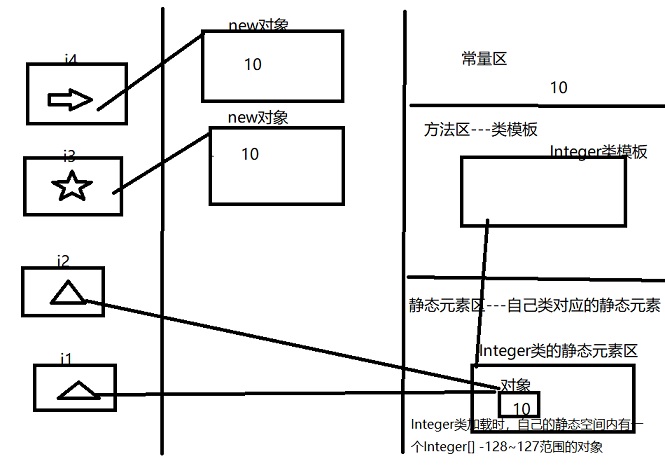 i4
new对象
10
常量区
10
new对象
10
方法区---类模板
Integer类模板
i3
i2
静态元素区---自己类对应的静态元素
i1
Integer类的静态元素区
对象
10
Integer类加载时，自己的静态空间内有一
个Integer[] -128~127范围的对象